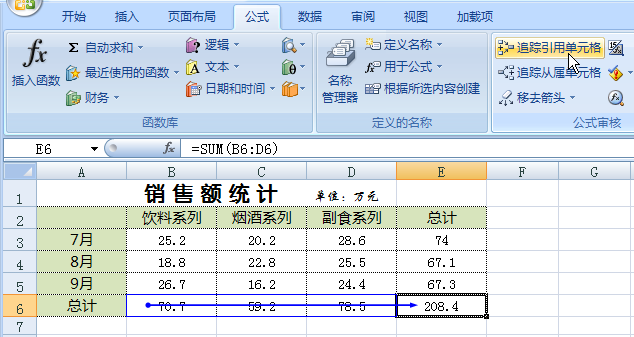 开始 插入 页面布局 公式 数据 审阅 视图 加载项
fx Σ 自动求和 逻辑 定义名称 追踪引用单元格
插入函数 最近使用的函数 A 文本 θ 名称管理器 fx 用于公式 追踪从属单元格
财务 日期和时间 根据所选内容创建 移去箭头
函数库 定义的名称 公式审核
E6 fx =SUM(B6:D6)
A B C D E F G
1 销售额统计 单位：万元
2 饮料系列 烟酒系列 副食系列 总计
3 7月 25.2 20.2 28.6 74
4 8月 18.8 22.8 25.5 67.1
5 9月 26.7 16.2 24.4 67.3
6 总计 70.7 59.2 78.5 208.4
7